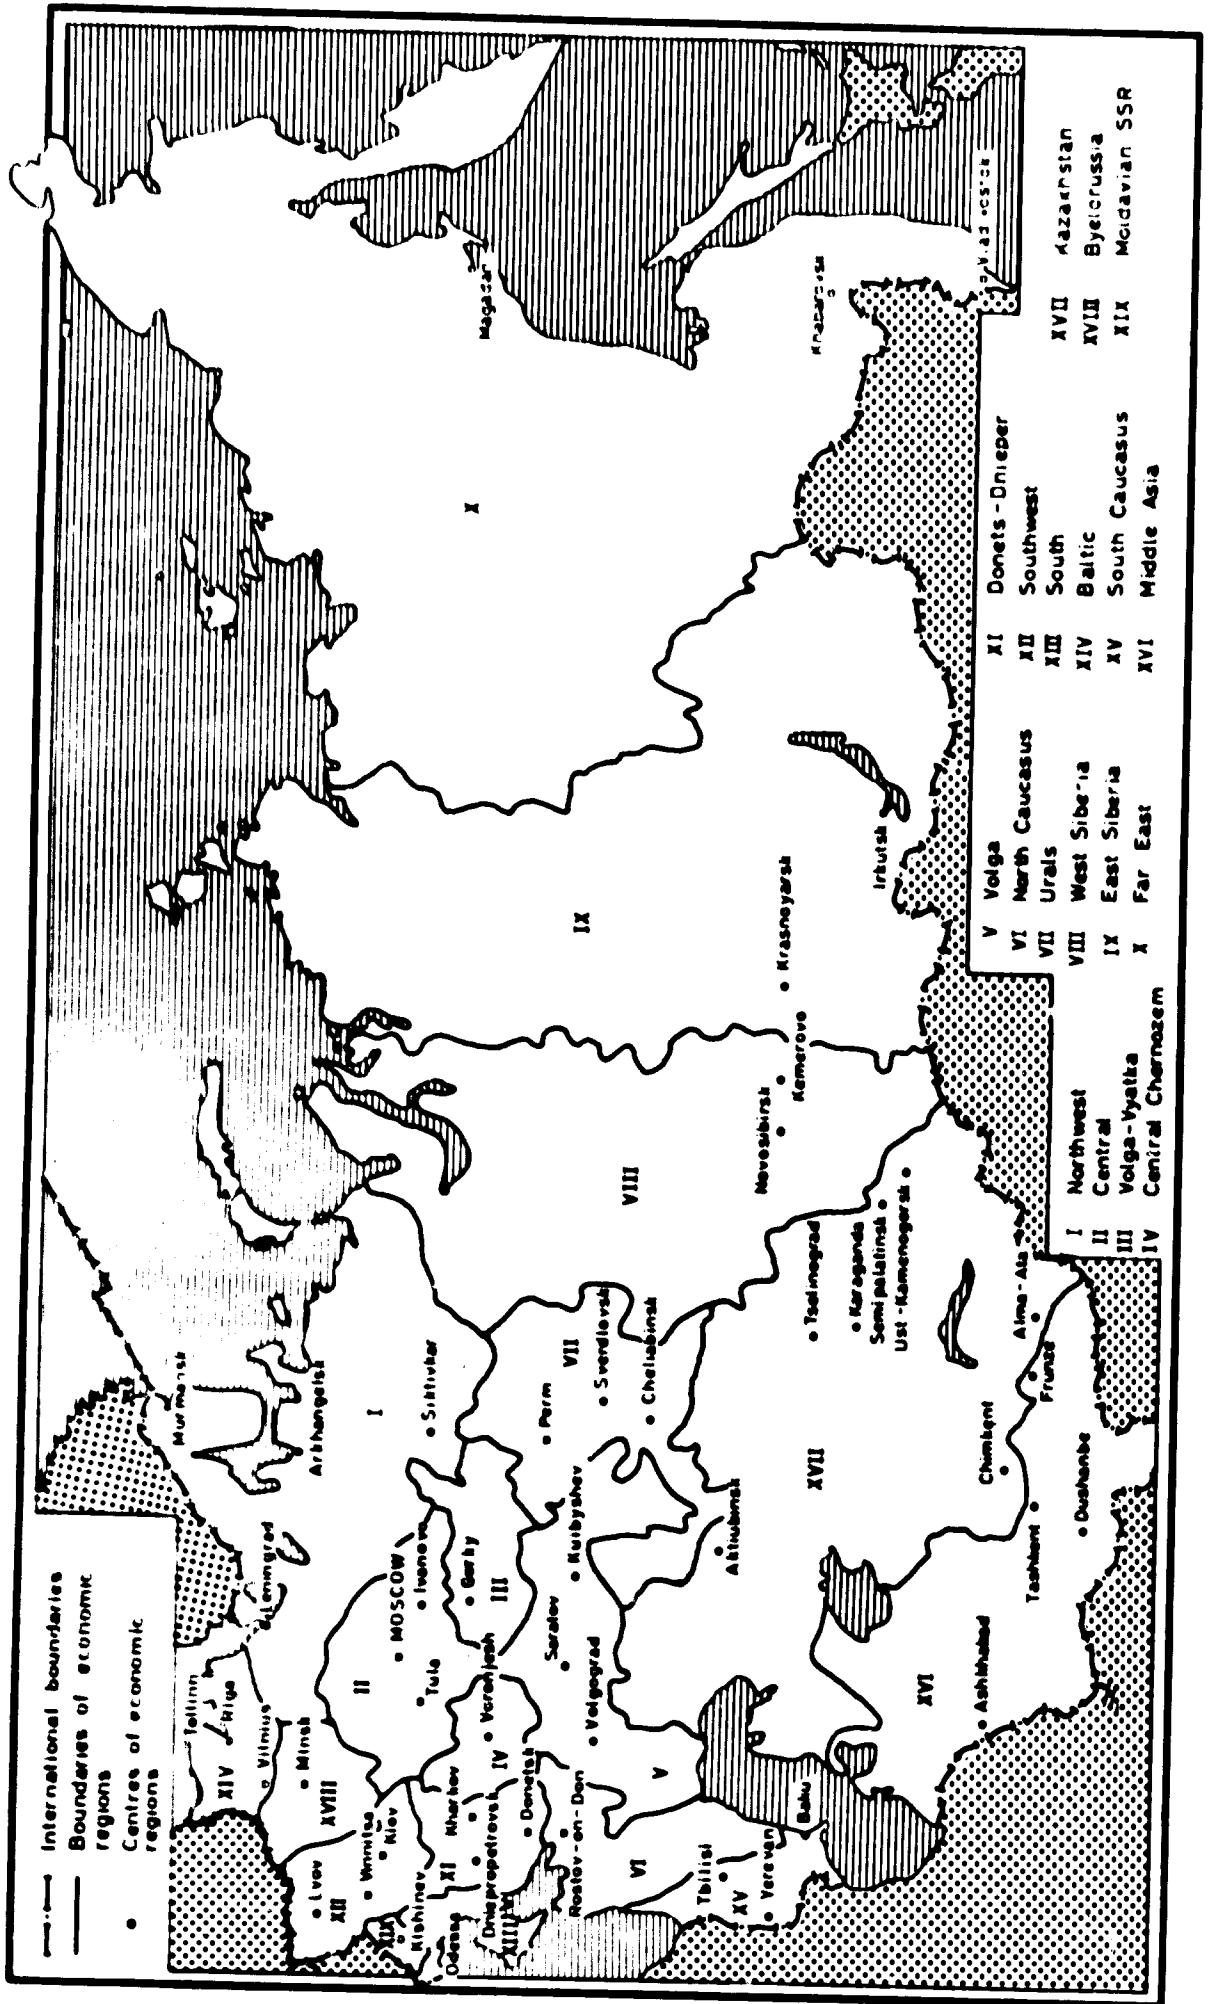 International boundaries
Boundaries of economic
regions
Centres of economic
regions
Murmansk
Arkhangelsk
Leningrad
Tallinn
Riga
XIV
Vilnius
Minsk
XVIII
I
Siktivkar
MOSCOW
Ivanovo
II
Tula
Gorky
III
Voronjesh
IV
Lvov
XII
Vinnitsa
Kiev
XIX
Kishinev
Odessa
Kharkov
XI
Dniepropetrovsk
XIII
Donetsk
Rostov-on-Don
VI
Saratov
Volgograd
V
Kuibyshev
Perm
VII
Sverdlovsk
Cheliabinsk
Tbilisi
XV
Yerevan
Baku
Aktiubinsk
XVII
Tselinograd
Karaganda
Semipalatinsk
Ust-Kamenogorsk
Alma-Ata
Frunze
Chimkent
Tashkent
Dushanbe
XVI
Ashkhabad
VIII
Novosibirsk
Kemerovo
IX
Krasnoyarsk
Irkutsk
X
Magadan
I Northwest
II Central
III Volga-Vyatka
IV Central Chernozem
V Volga
VI North Caucasus
VII Urals
VIII West Siberia
IX East Siberia
X Far East
XI Donets-Dnieper
XII Southwest
XIII South
XIV Baltic
XV South Caucasus
XVI Middle Asia
XVII Kazakhstan
XVIII Byelorussia
XIX Moldavian SSR